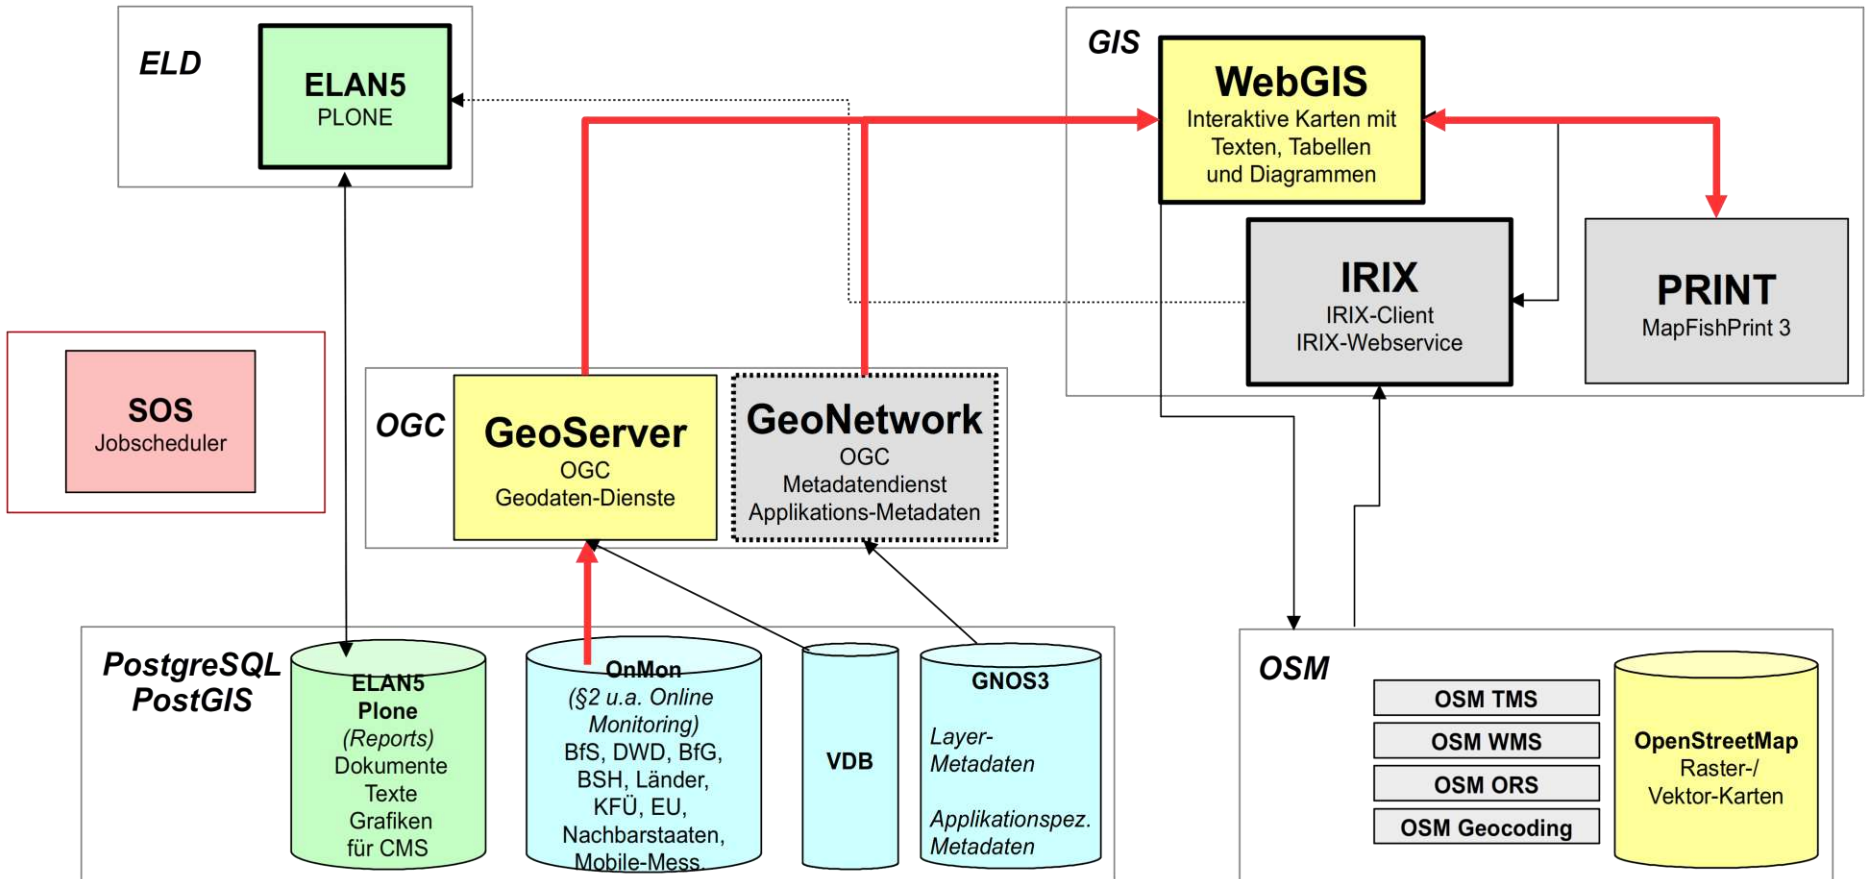 ELD
ELAN5
PLONE
GIS
WebGIS
Interaktive Karten mit
Texten, Tabellen
und Diagrammen
IRIX
IRIX-Client
IRIX-Webservice
PRINT
MapFishPrint 3
SOS
Jobscheduler
OGC
GeoServer
OGC
Geodaten-Dienste
GeoNetwork
OGC
Metadatendienst
Applikations-Metadaten
PostgreSQL
PostGIS
ELAN5
Plone
(Reports)
Dokumente
Texte
Grafiken
für CMS
OnMon
(§2 u.a. Online
Monitoring)
BfS, DWD, BfG,
BSH, Länder,
KFÜ, EU,
Nachbarstaaten,
Mobile-Mess.
VDB
GNOS3
Layer-
Metadaten
Applikationspez.
Metadaten
OSM
OSM TMS
OSM WMS
OSM ORS
OSM Geocoding
OpenStreetMap
Raster-/
Vektor-Karten